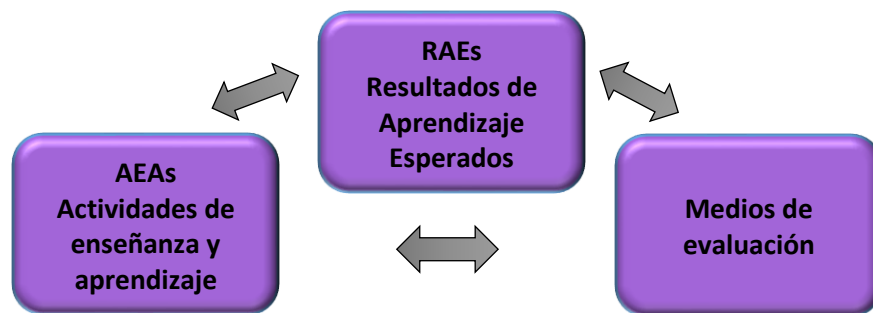 RAEs
Resultados de
Aprendizaje
Esperados
AEAs
Actividades de
enseñanza y
aprendizaje
Medios de
evaluación